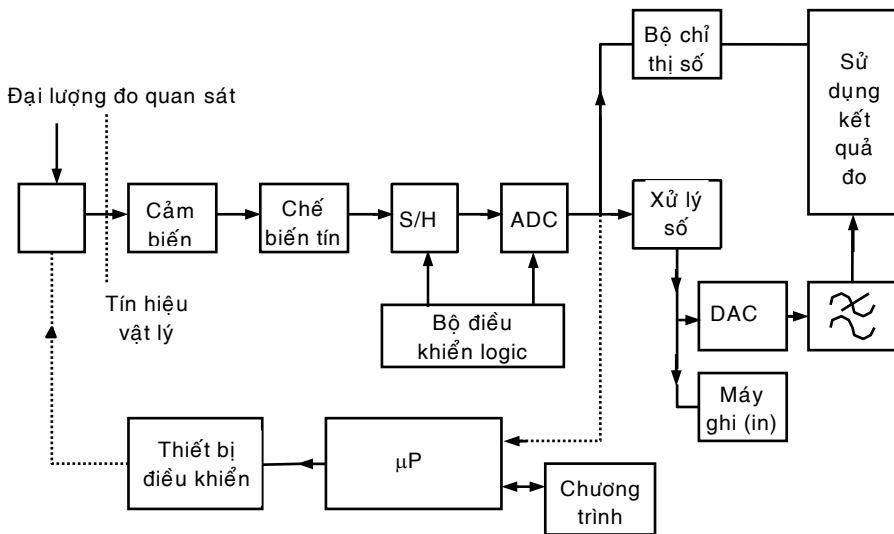 Bộ chỉ
thị số
Sử
dụng
kết
quả
đo
Đại lượng đo quan sát
Cảm
biến
Chế
biến tín
S/H
ADC
Xử lý
số
Tín hiệu
vật lý
Bộ điều
khiển logic
DAC
Máy
ghi (in)
Thiết bị
điều khiển
µP
Chương
trình